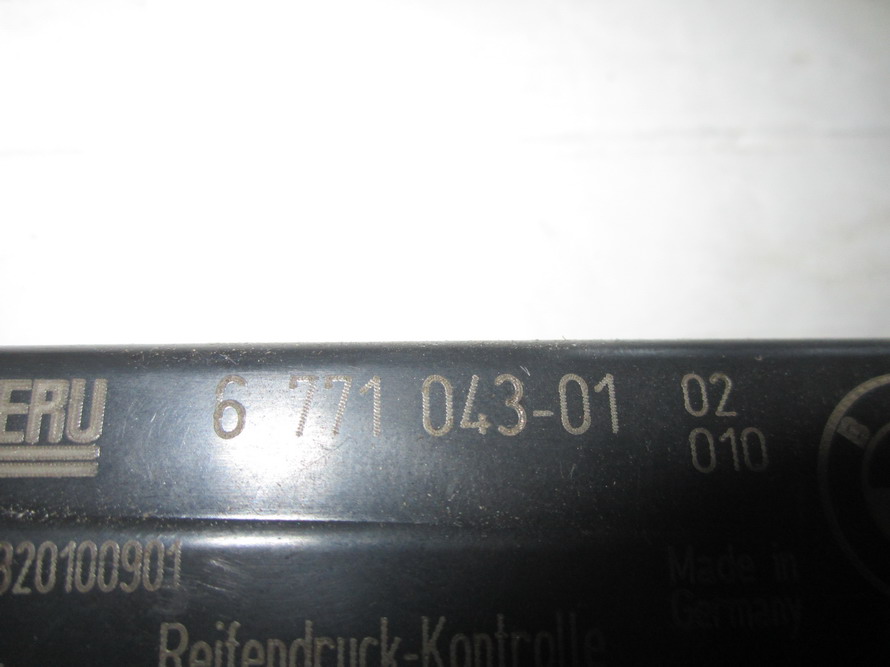 ERU 6 771 043-01 02
010
320100901
Made in
Germany
Reifendruck-Kontrolle
B